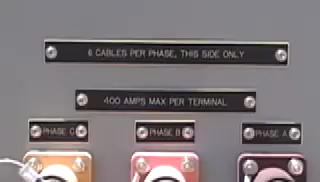 6 CABLES PER PHASE, THIS SIDE ONLY
400 AMPS MAX PER TERMINAL
PHASE C PHASE B PHASE A